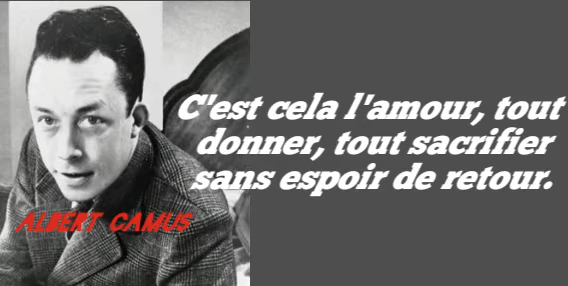 C'est cela l'amour, tout
donner, tout sacrifier
sans espoir de retour.
ALBERT CAMUS